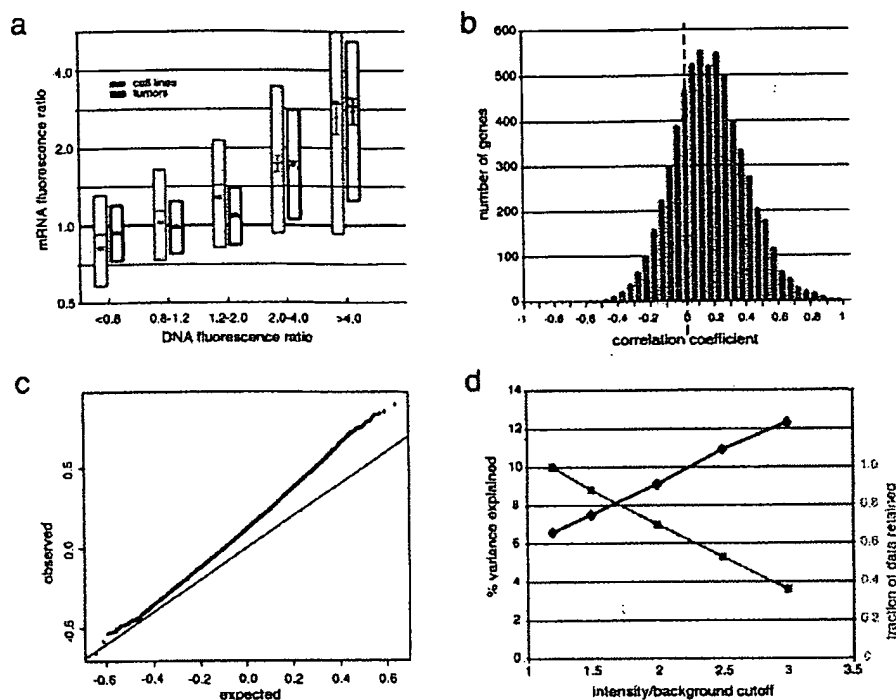 a
4.0
2.0
1.0
0.5
mRNA fluorescence ratio
cell lines
tumors
<0.8
0.8-1.2
1.2-2.0
2.0-4.0
>4.0
DNA fluorescence ratio
b
600
500
400
300
200
100
0
number of genes
-1 -0.8 -0.6 -0.4 -0.2 0 0.2 0.4 0.6 0.8 1
correlation coefficient
c
0.5
0.0
-0.5
observed
-0.6 -0.4 -0.2 0.0 0.2 0.4 0.6
expected
d
14
12
10
8
6
4
2
0
% variance explained
1.0
0.8
0.6
0.4
0.2
0
fraction of data retained
1 1.5 2 2.5 3 3.5
intensity/background cutoff